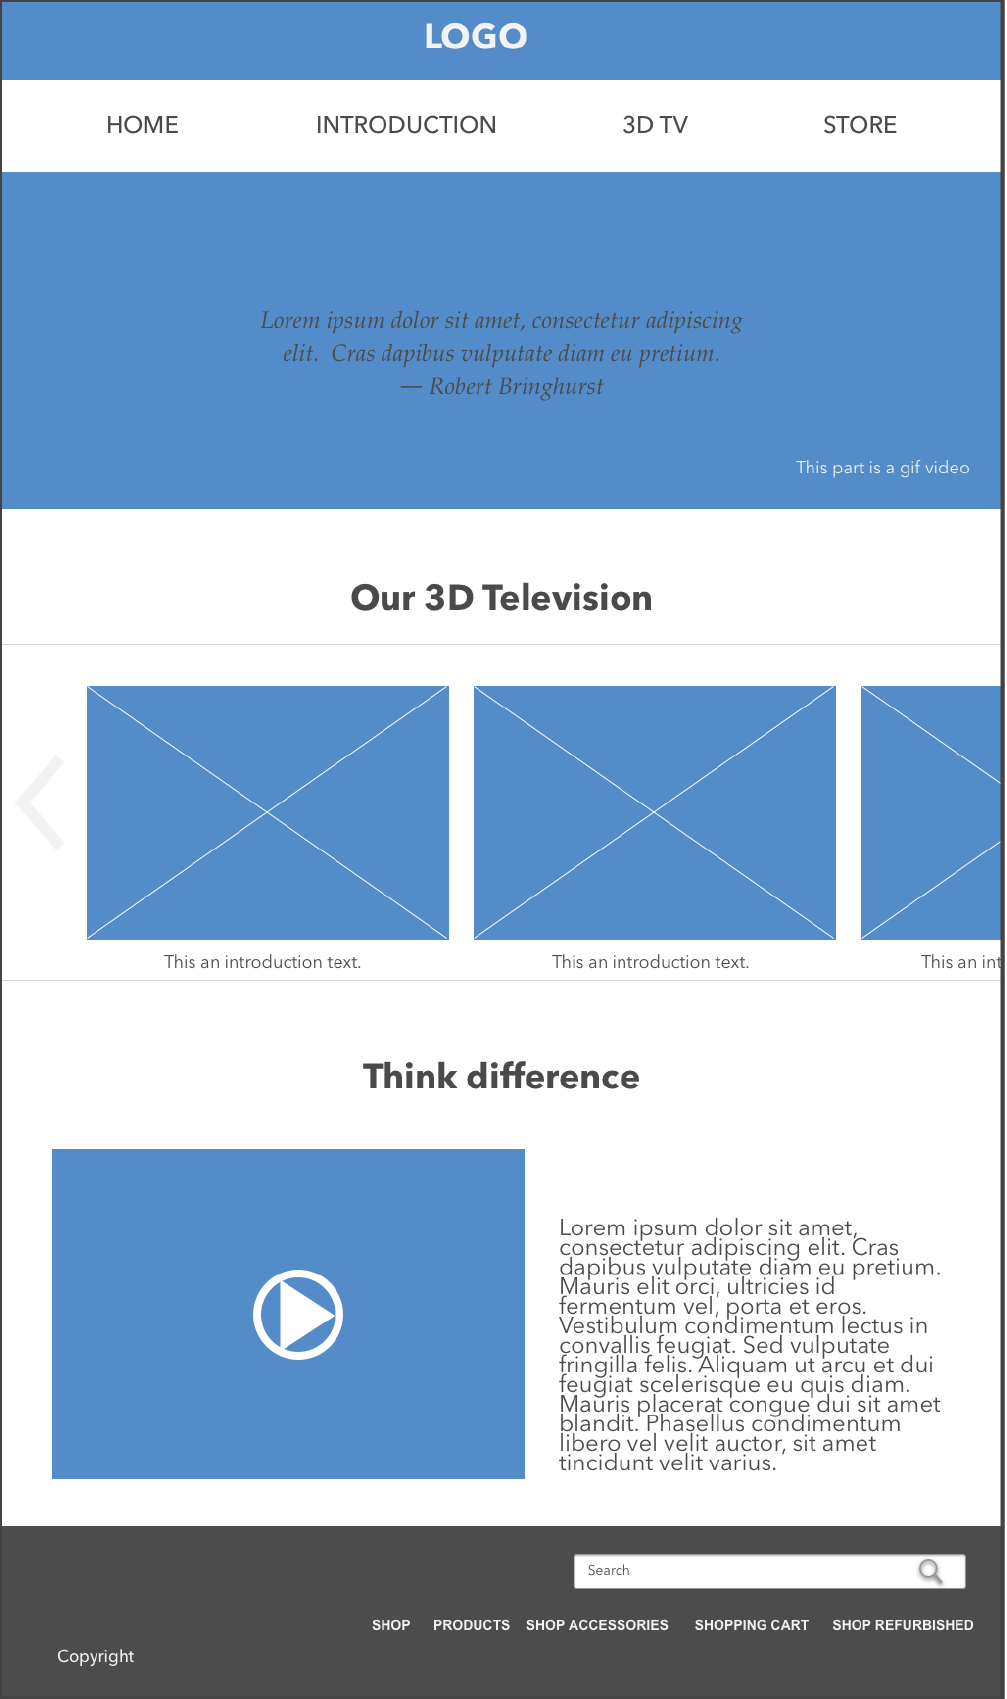 LOGO
HOME INTRODUCTION 3D TV STORE
Lorem ipsum dolor sit amet, consectetur adipiscing
elit. Cras dapibus vulputate diam eu pretium.
— Robert Bringhurst
This part is a gif video
Our 3D Television
This an introduction text. This an introduction text. This an int
Think difference
Lorem ipsum dolor sit amet,
consectetur adipiscing elit. Cras
dapibus vulputate diam eu pretium.
Mauris elit orci, ultricies id
fermentum vel, porta et eros.
Vestibulum condimentum lectus in
convallis feugiat. Sed vulputate
fringilla felis. Aliquam ut arcu et dui
feugiat scelerisque eu quis diam.
Mauris placerat congue dui sit amet
blandit. Phasellus condimentum
libero vel velit auctor, sit amet
tincidunt velit varius.
Search
SHOP PRODUCTS SHOP ACCESSORIES SHOPPING CART SHOP REFURBISHED
Copyright